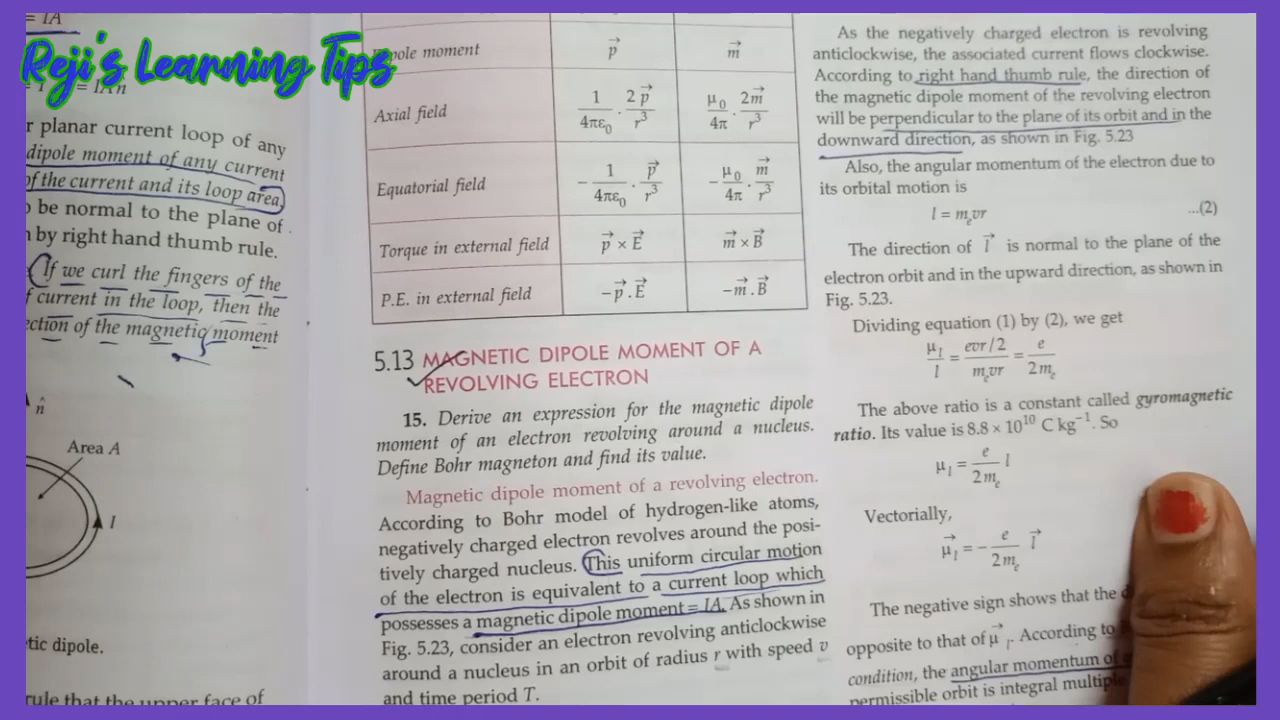 = IA
Reji's Learning Tips
= IA n
r planar current loop of any
dipole moment of any current
of the current and its loop area,
be normal to the plane of
by right hand thumb rule.
If we curl the fingers of the
current in the loop, then the
ction of the magnetic moment
n̂
Area A
I
tic dipole.
rule that the upper face of
pole moment p⃗ m⃗
Axial field 1/4πε₀ · 2p⃗/r³ μ₀/4π · 2m⃗/r³
Equatorial field −1/4πε₀ · p⃗/r³ −μ₀/4π · m⃗/r³
Torque in external field p⃗ × E⃗ m⃗ × B⃗
P.E. in external field −p⃗ . E⃗ −m⃗ . B⃗
5.13 MAGNETIC DIPOLE MOMENT OF A
REVOLVING ELECTRON
15. Derive an expression for the magnetic dipole
moment of an electron revolving around a nucleus.
Define Bohr magneton and find its value.
Magnetic dipole moment of a revolving electron.
According to Bohr model of hydrogen-like atoms,
negatively charged electron revolves around the posi-
tively charged nucleus. This uniform circular motion
of the electron is equivalent to a current loop which
possesses a magnetic dipole moment = IA. As shown in
Fig. 5.23, consider an electron revolving anticlockwise
around a nucleus in an orbit of radius r with speed v
and time period T.
As the negatively charged electron is revolving
anticlockwise, the associated current flows clockwise.
According to right hand thumb rule, the direction of
the magnetic dipole moment of the revolving electron
will be perpendicular to the plane of its orbit and in the
downward direction, as shown in Fig. 5.23
Also, the angular momentum of the electron due to
its orbital motion is
l = mₑvr ...(2)
The direction of l⃗ is normal to the plane of the
electron orbit and in the upward direction, as shown in
Fig. 5.23.
Dividing equation (1) by (2), we get
μₗ/l = evr/2 / mₑvr = e/2mₑ
The above ratio is a constant called gyromagnetic
ratio. Its value is 8.8 × 10¹⁰ C kg⁻¹. So
μₗ = e/2mₑ l
Vectorially,
μ⃗ₗ = − e/2mₑ l⃗
The negative sign shows that the
opposite to that of μ⃗ₗ. According to
condition, the angular momentum of
permissible orbit is integral multiple